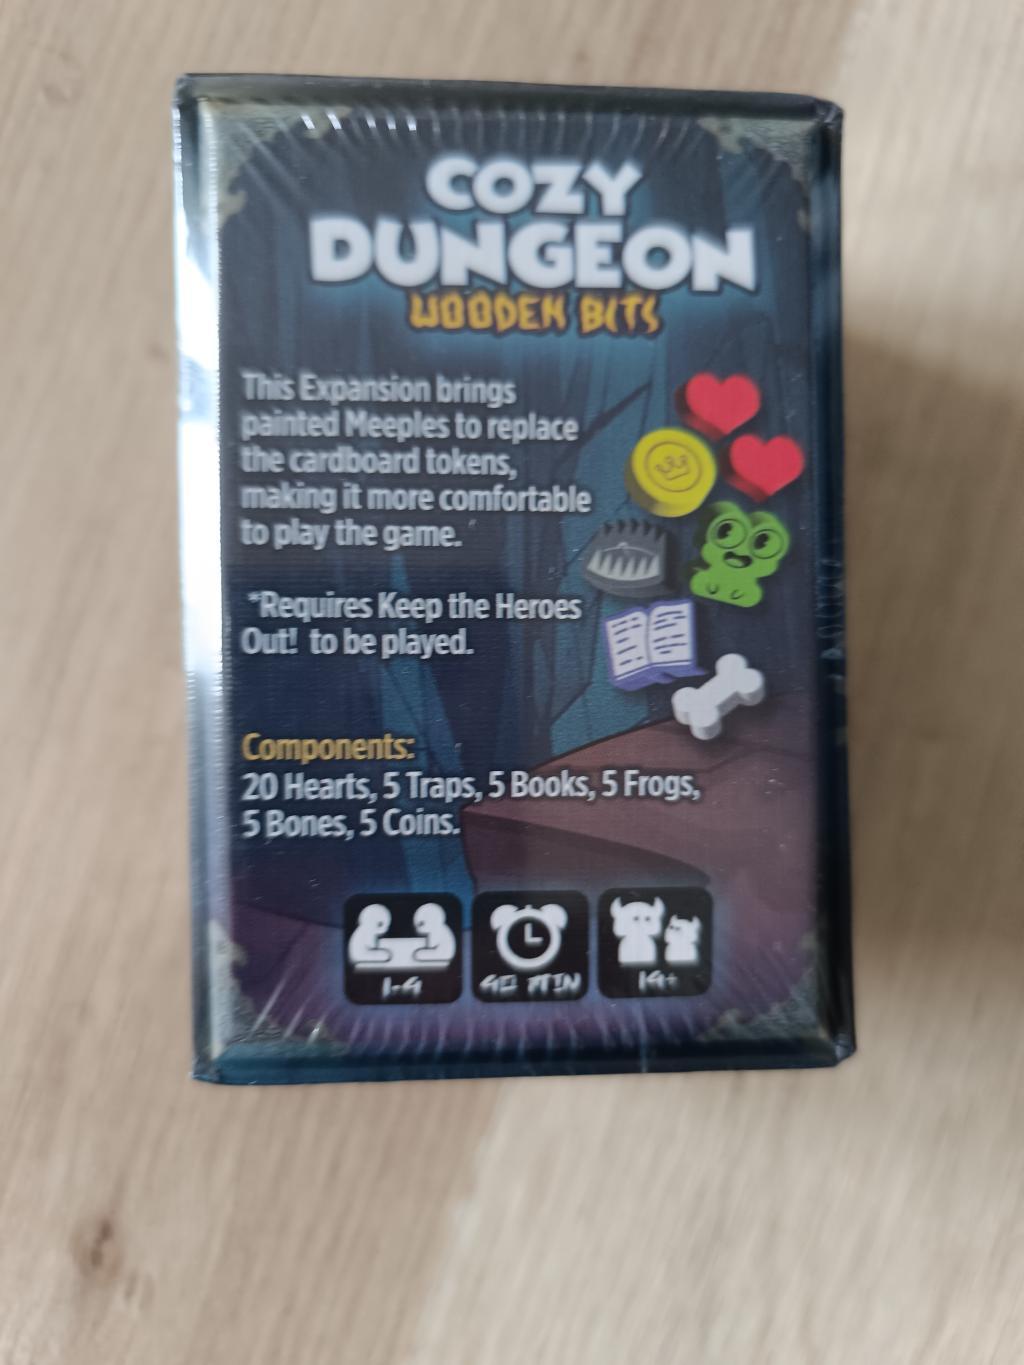 COZY
DUNGEON
WOODEN BITS
This Expansion brings
painted Meeples to replace
the cardboard tokens,
making it more comfortable
to play the game.
*Requires Keep the Heroes
Out! to be played.
Components:
20 Hearts, 5 Traps, 5 Books, 5 Frogs,
5 Bones, 5 Coins.
1-4
40 MIN
14+